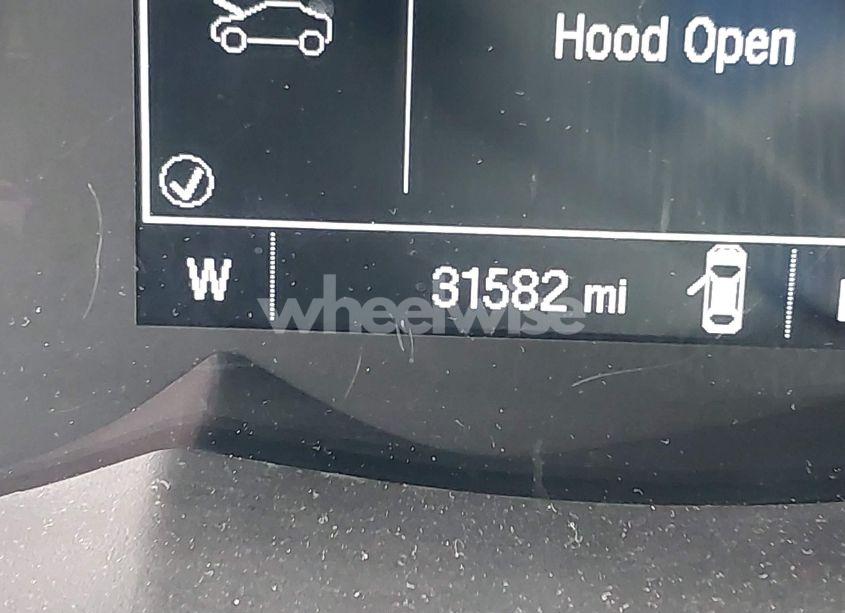 Hood Open
W 31582 mi
wheelwise